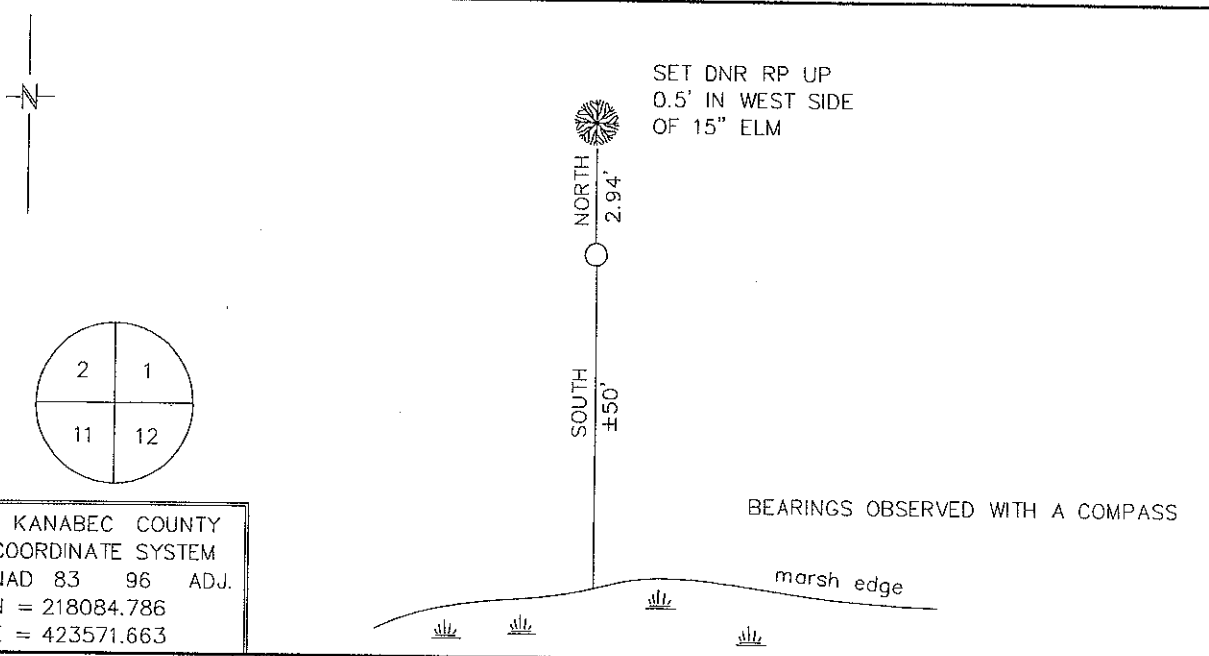 N
SET DNR RP UP
0.5' IN WEST SIDE
OF 15" ELM
NORTH
2.94'
SOUTH
±50'
2 1
11 12
KANABEC COUNTY
COORDINATE SYSTEM
NAD 83 96 ADJ.
N = 218084.786
E = 423571.663
BEARINGS OBSERVED WITH A COMPASS
marsh edge